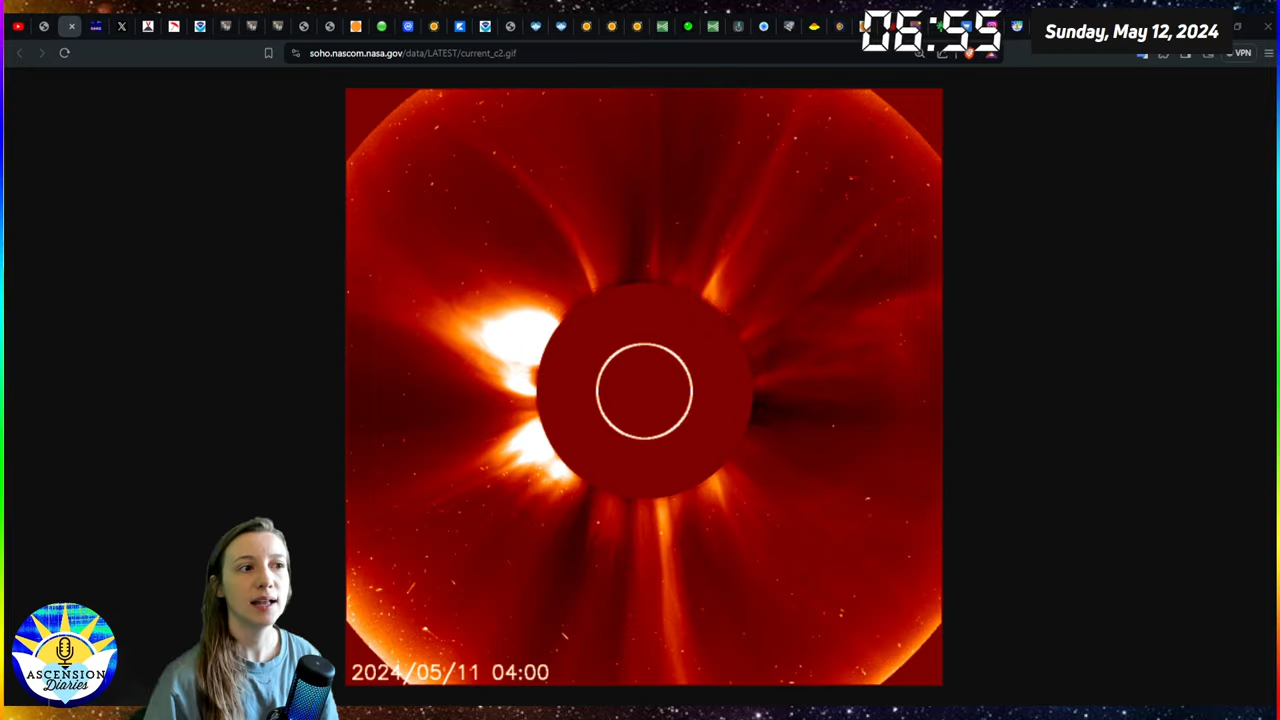 06:55
Sunday, May 12, 2024
soho.nascom.nasa.gov/data/LATEST/current_c2.gif
VPN
2024/05/11 04:00
ASCENSION
Diaries